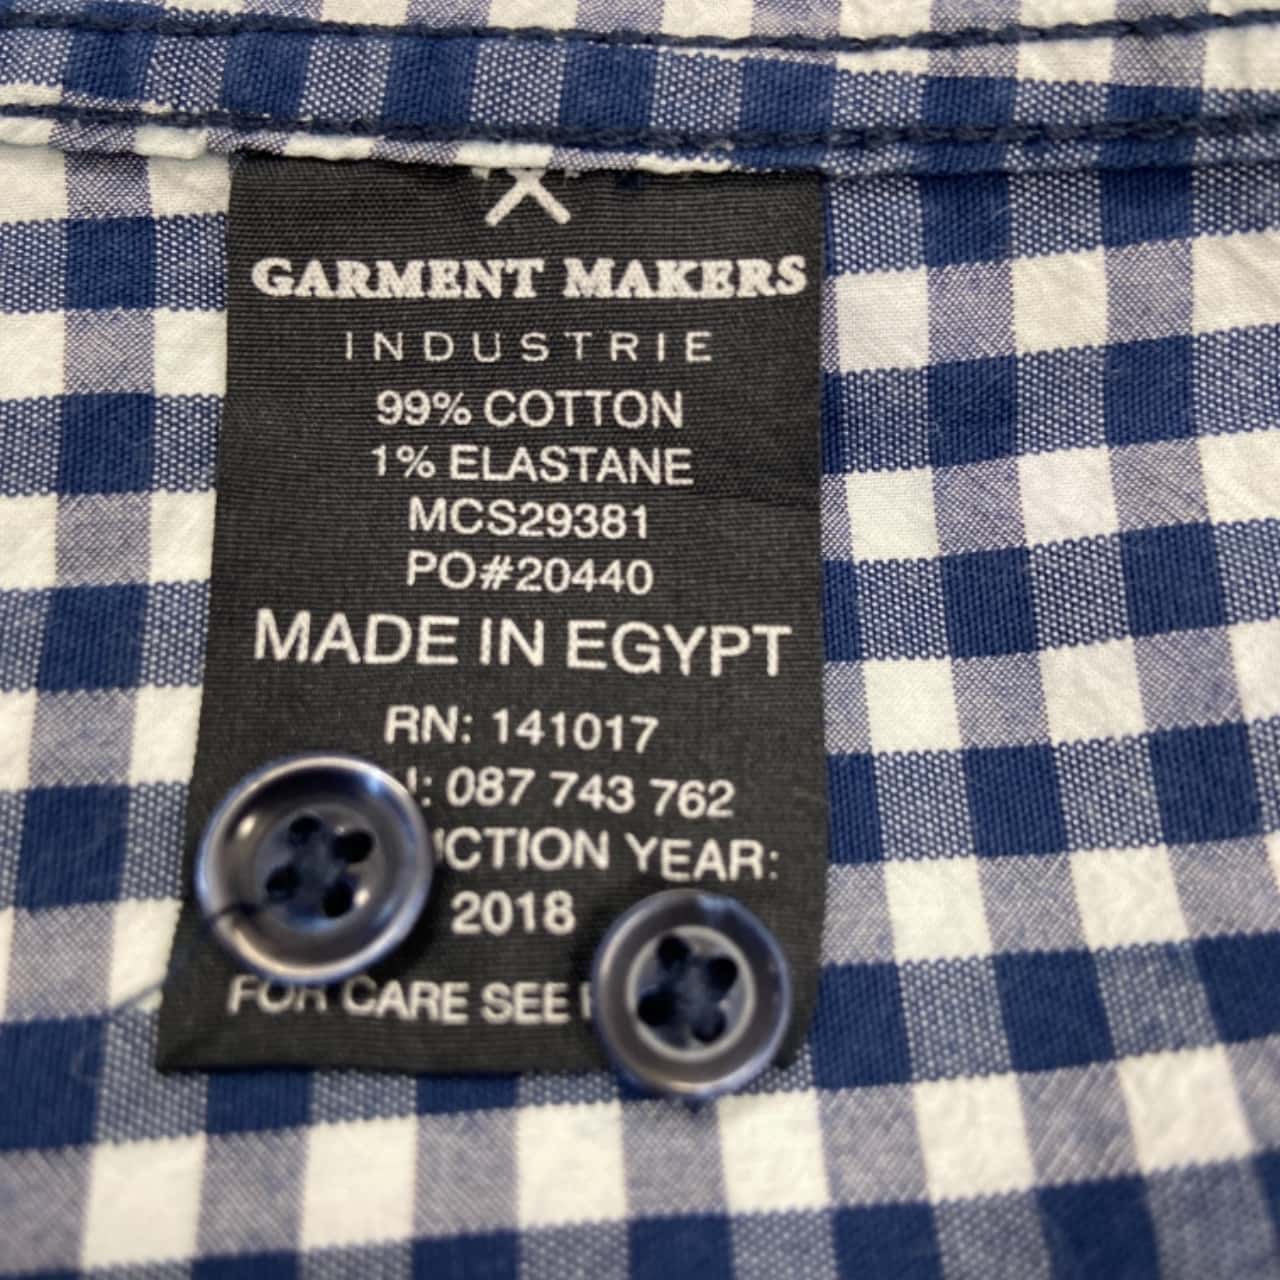 GARMENT MAKERS
INDUSTRIE
99% COTTON
1% ELASTANE
MCS29381
PO#20440
MADE IN EGYPT
RN: 141017
087 743 762
YEAR:
2018
FOR CARE SEE